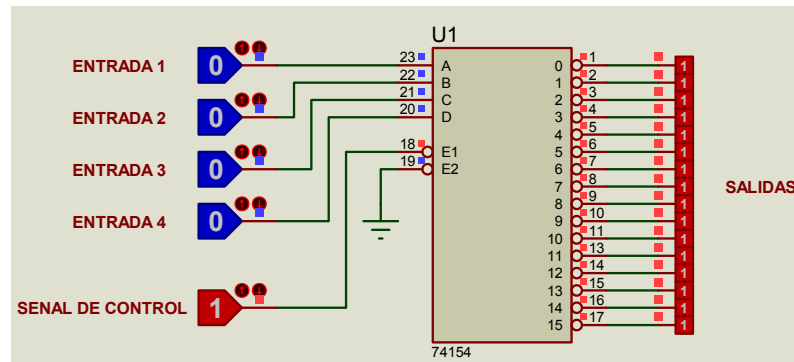 U1
ENTRADA 1 0 23 A 0 1 1
22 B 1 2 1
ENTRADA 2 0 21 C 2 3 1
20 D 3 4 1
4 5 1
ENTRADA 3 0 18 E1 5 6 1
19 E2 6 7 1
7 8 1
ENTRADA 4 0 8 9 1
9 10 1
10 11 1
11 13 1
12 14 1
SENAL DE CONTROL 1 13 15 1
14 16 1
15 17 1
SALIDAS
74154